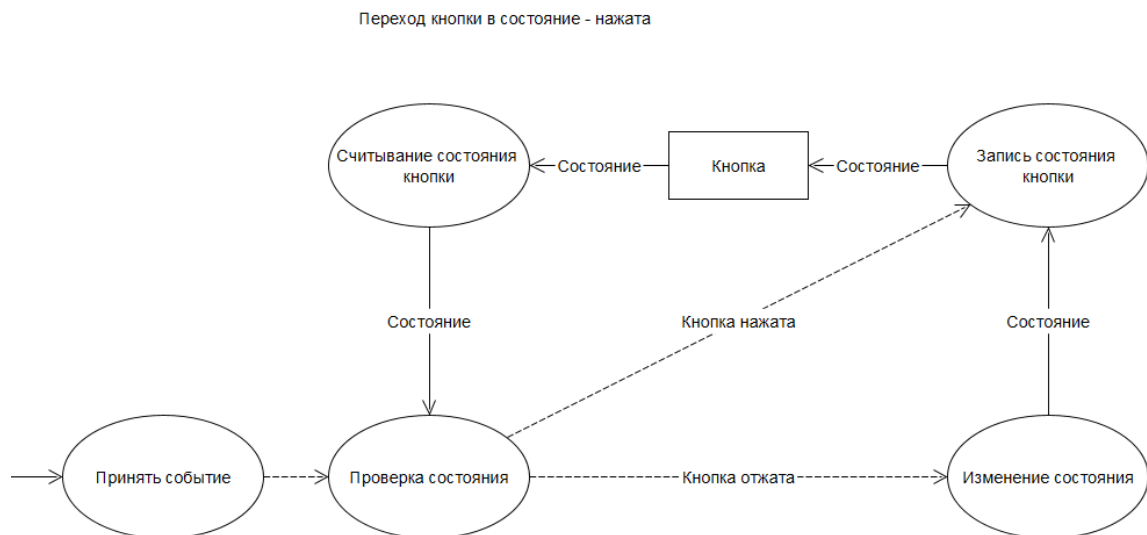 Переход кнопки в состояние - нажата
Считывание состояния
кнопки
Состояние
Кнопка
Состояние
Запись состояния
кнопки
Состояние
Кнопка нажата
Состояние
Принять событие
Проверка состояния
Кнопка отжата
Изменение состояния